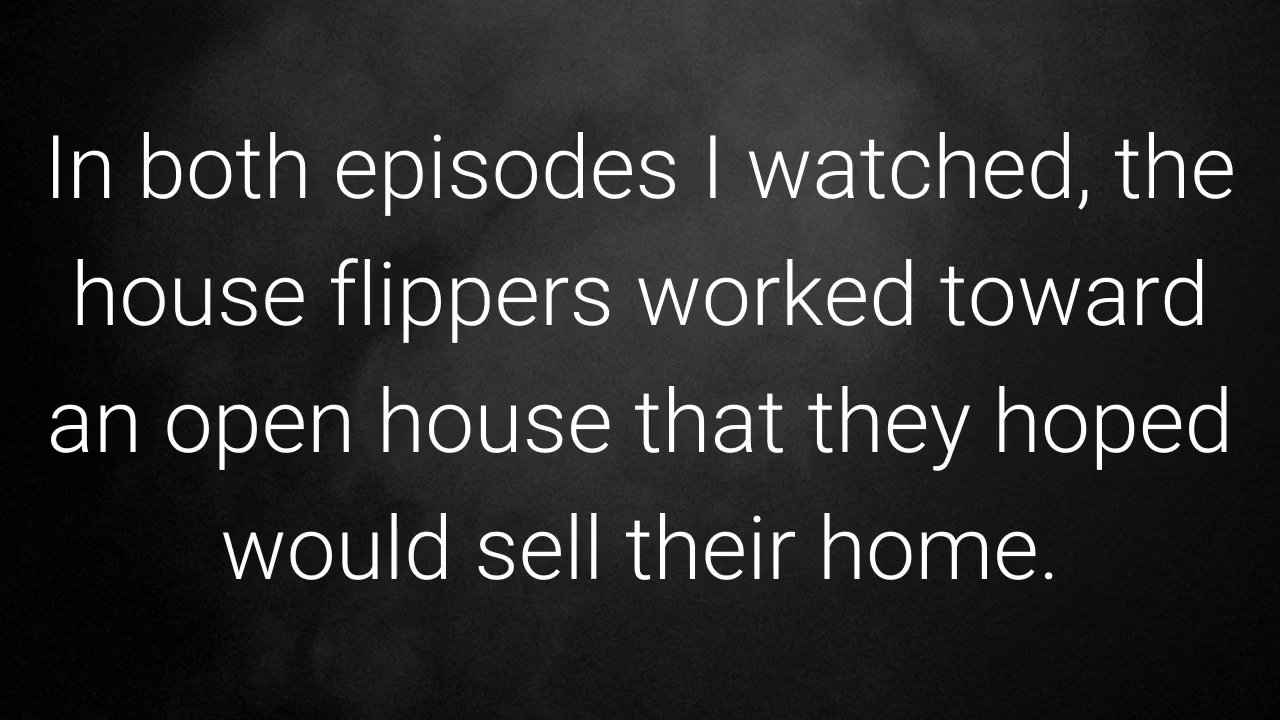 In both episodes I watched, the
house flippers worked toward
an open house that they hoped
would sell their home.